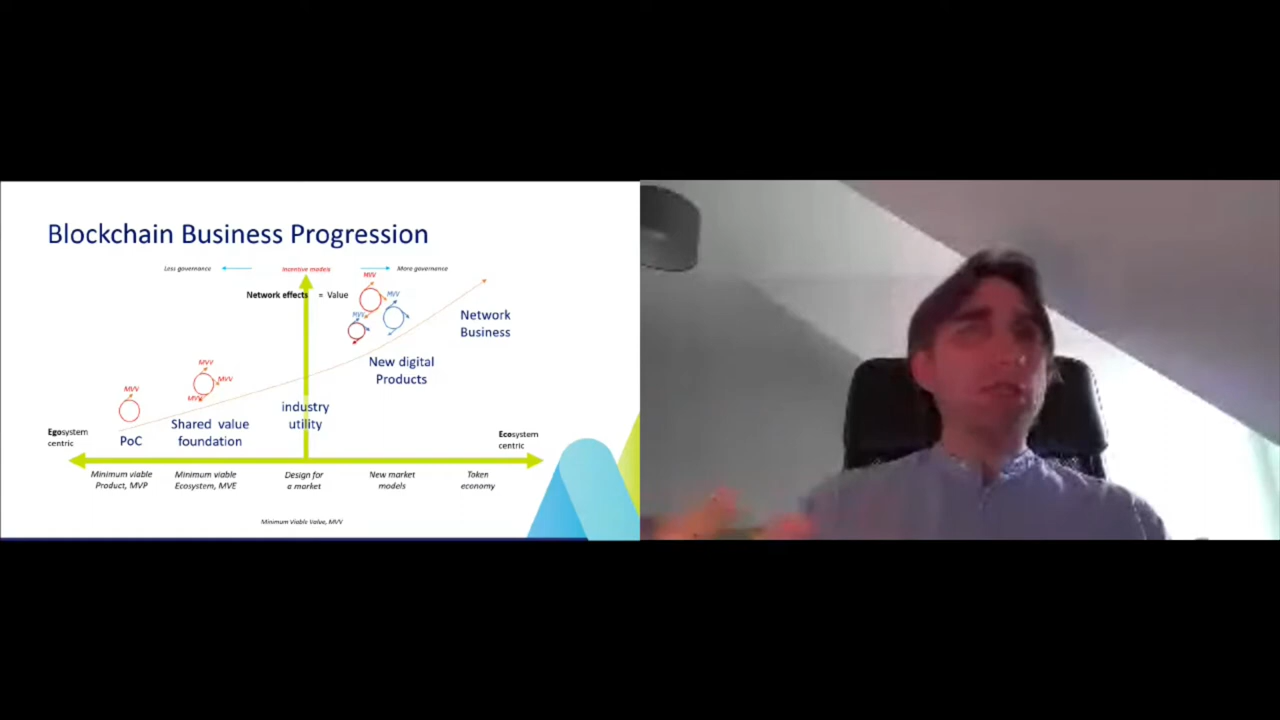 Blockchain Business Progression
Less governance
Incentive models
More governance
Network effects = Value
MVV
MVV
MVV
Network
Business
New digital
Products
MVV
MVV
MVV
MVV
industry
utility
Shared value
foundation
PoC
Egosystem
centric
Ecosystem
centric
Minimum viable
Product, MVP
Minimum viable
Ecosystem, MVE
Design for
a market
New market
models
Token
economy
Minimum Viable Value, MVV